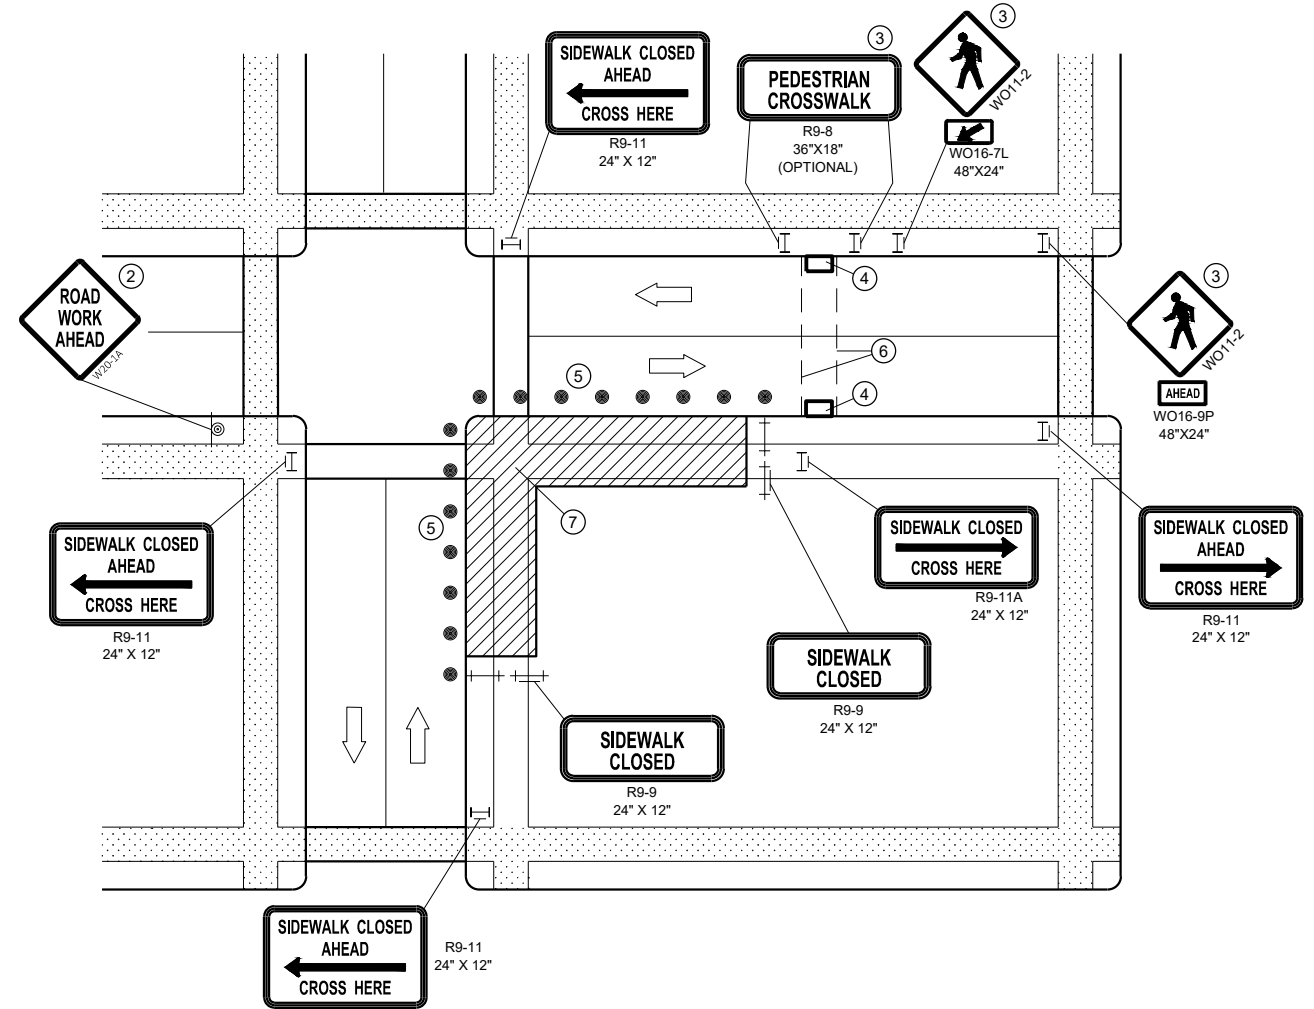 SIDEWALK CLOSED
AHEAD
CROSS HERE
R9-11
24" X 12"
3
PEDESTRIAN
CROSSWALK
R9-8
36"X18"
(OPTIONAL)
3
WO11-2
WO16-7L
48"X24"
2
ROAD
WORK
AHEAD
W20-1A
4
3
WO11-2
AHEAD
WO16-9P
48"X24"
6
5
4
5
7
SIDEWALK CLOSED
AHEAD
CROSS HERE
R9-11
24" X 12"
SIDEWALK CLOSED
CROSS HERE
R9-11A
24" X 12"
SIDEWALK CLOSED
AHEAD
CROSS HERE
R9-11
24" X 12"
SIDEWALK
CLOSED
R9-9
24" X 12"
SIDEWALK
CLOSED
R9-9
24" X 12"
SIDEWALK CLOSED
AHEAD
CROSS HERE
R9-11
24" X 12"